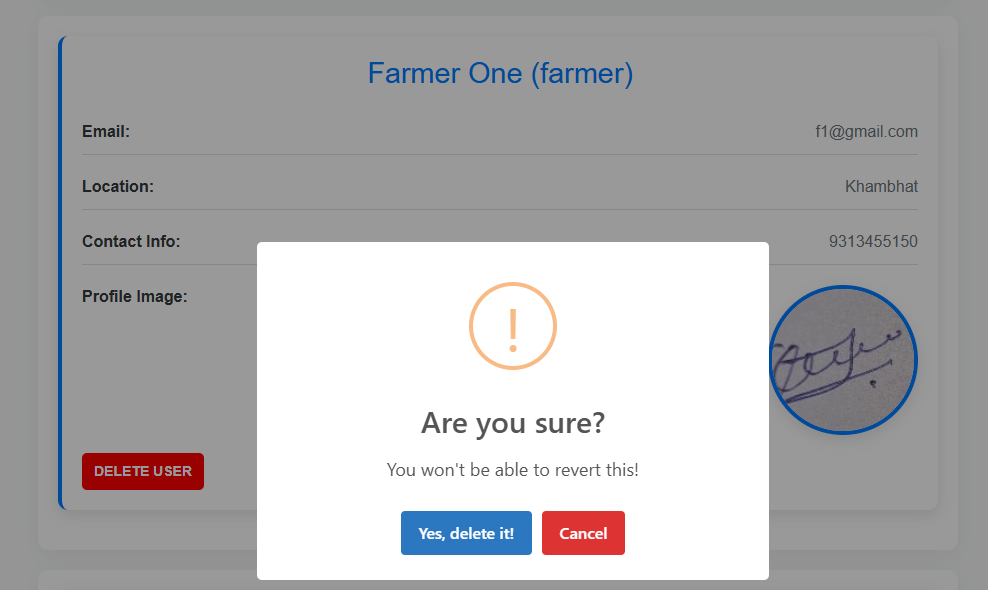 Farmer One (farmer)
Email: f1@gmail.com
Location: Khambhat
Contact Info: 9313455150
Profile Image:
!
Are you sure?
You won't be able to revert this!
DELETE USER
Yes, delete it! Cancel